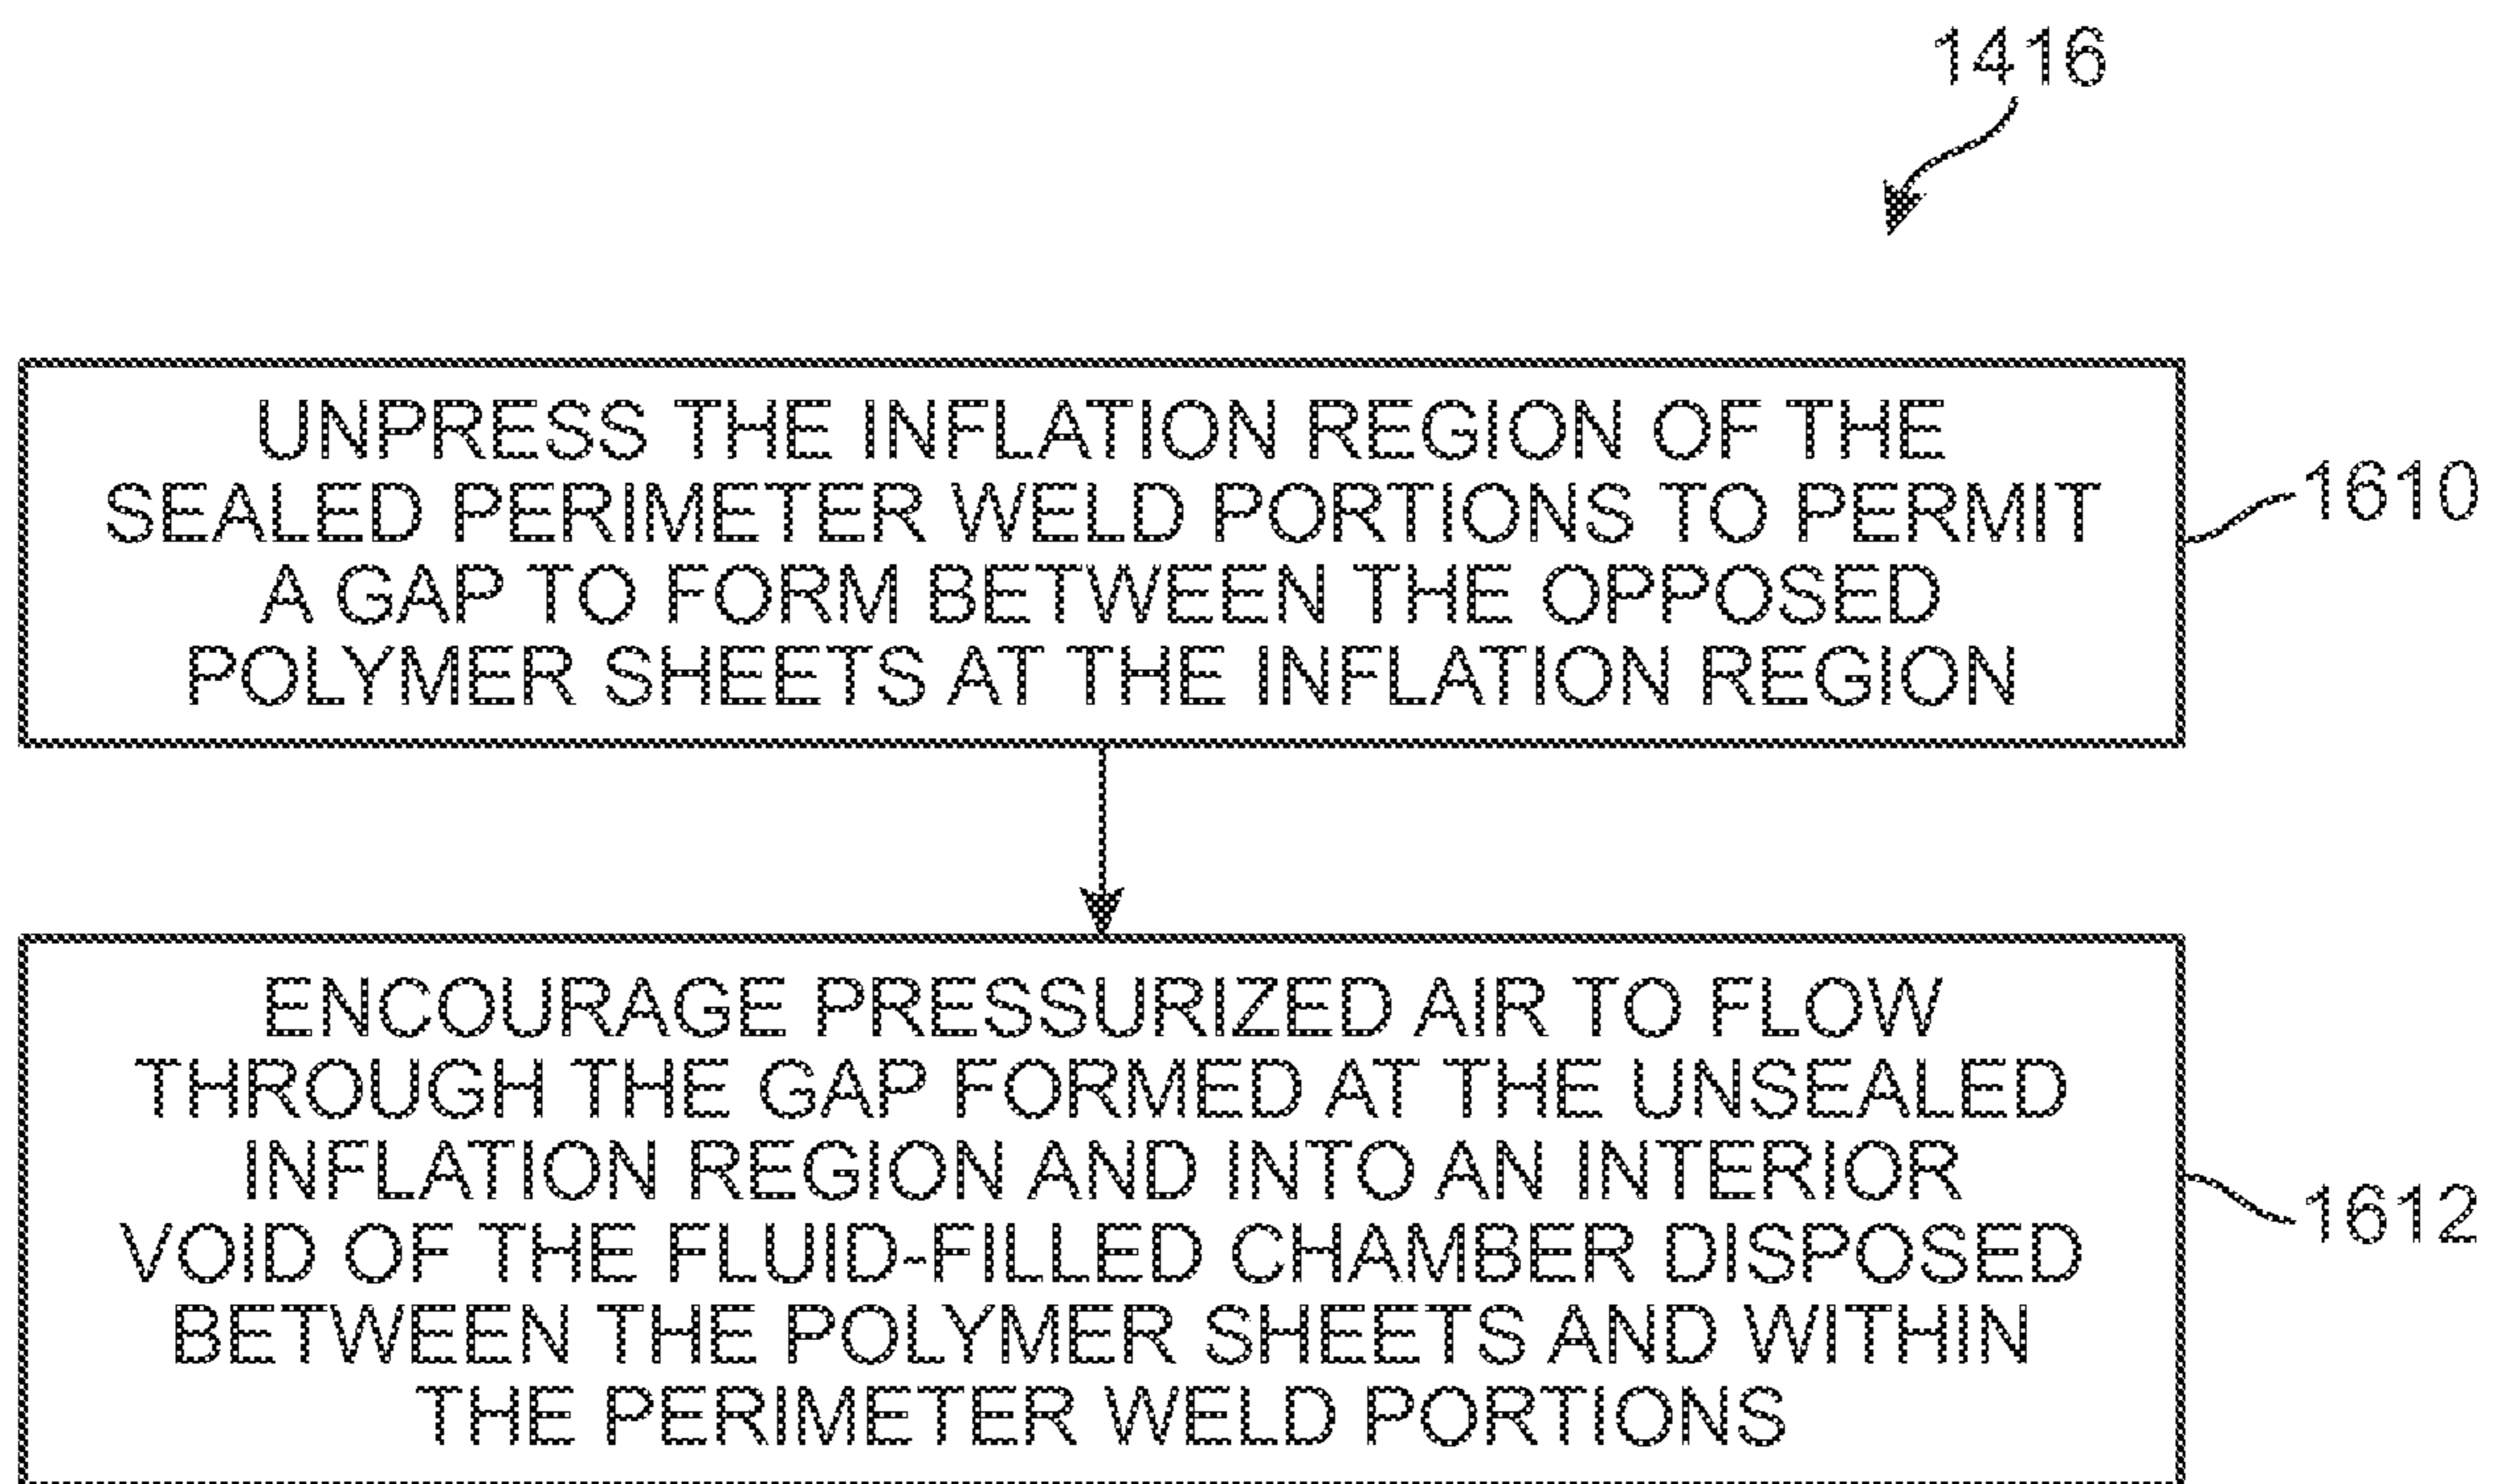 1416
UNPRESS THE INFLATION REGION OF THE
SEALED PERIMETER WELD PORTIONS TO PERMIT
A GAP TO FORM BETWEEN THE OPPOSED
POLYMER SHEETS AT THE INFLATION REGION
1610
ENCOURAGE PRESSURIZED AIR TO FLOW
THROUGH THE GAP FORMED AT THE UNSEALED
INFLATION REGION AND INTO AN INTERIOR
VOID OF THE FLUID-FILLED CHAMBER DISPOSED
BETWEEN THE POLYMER SHEETS AND WITHIN
THE PERIMETER WELD PORTIONS
1612